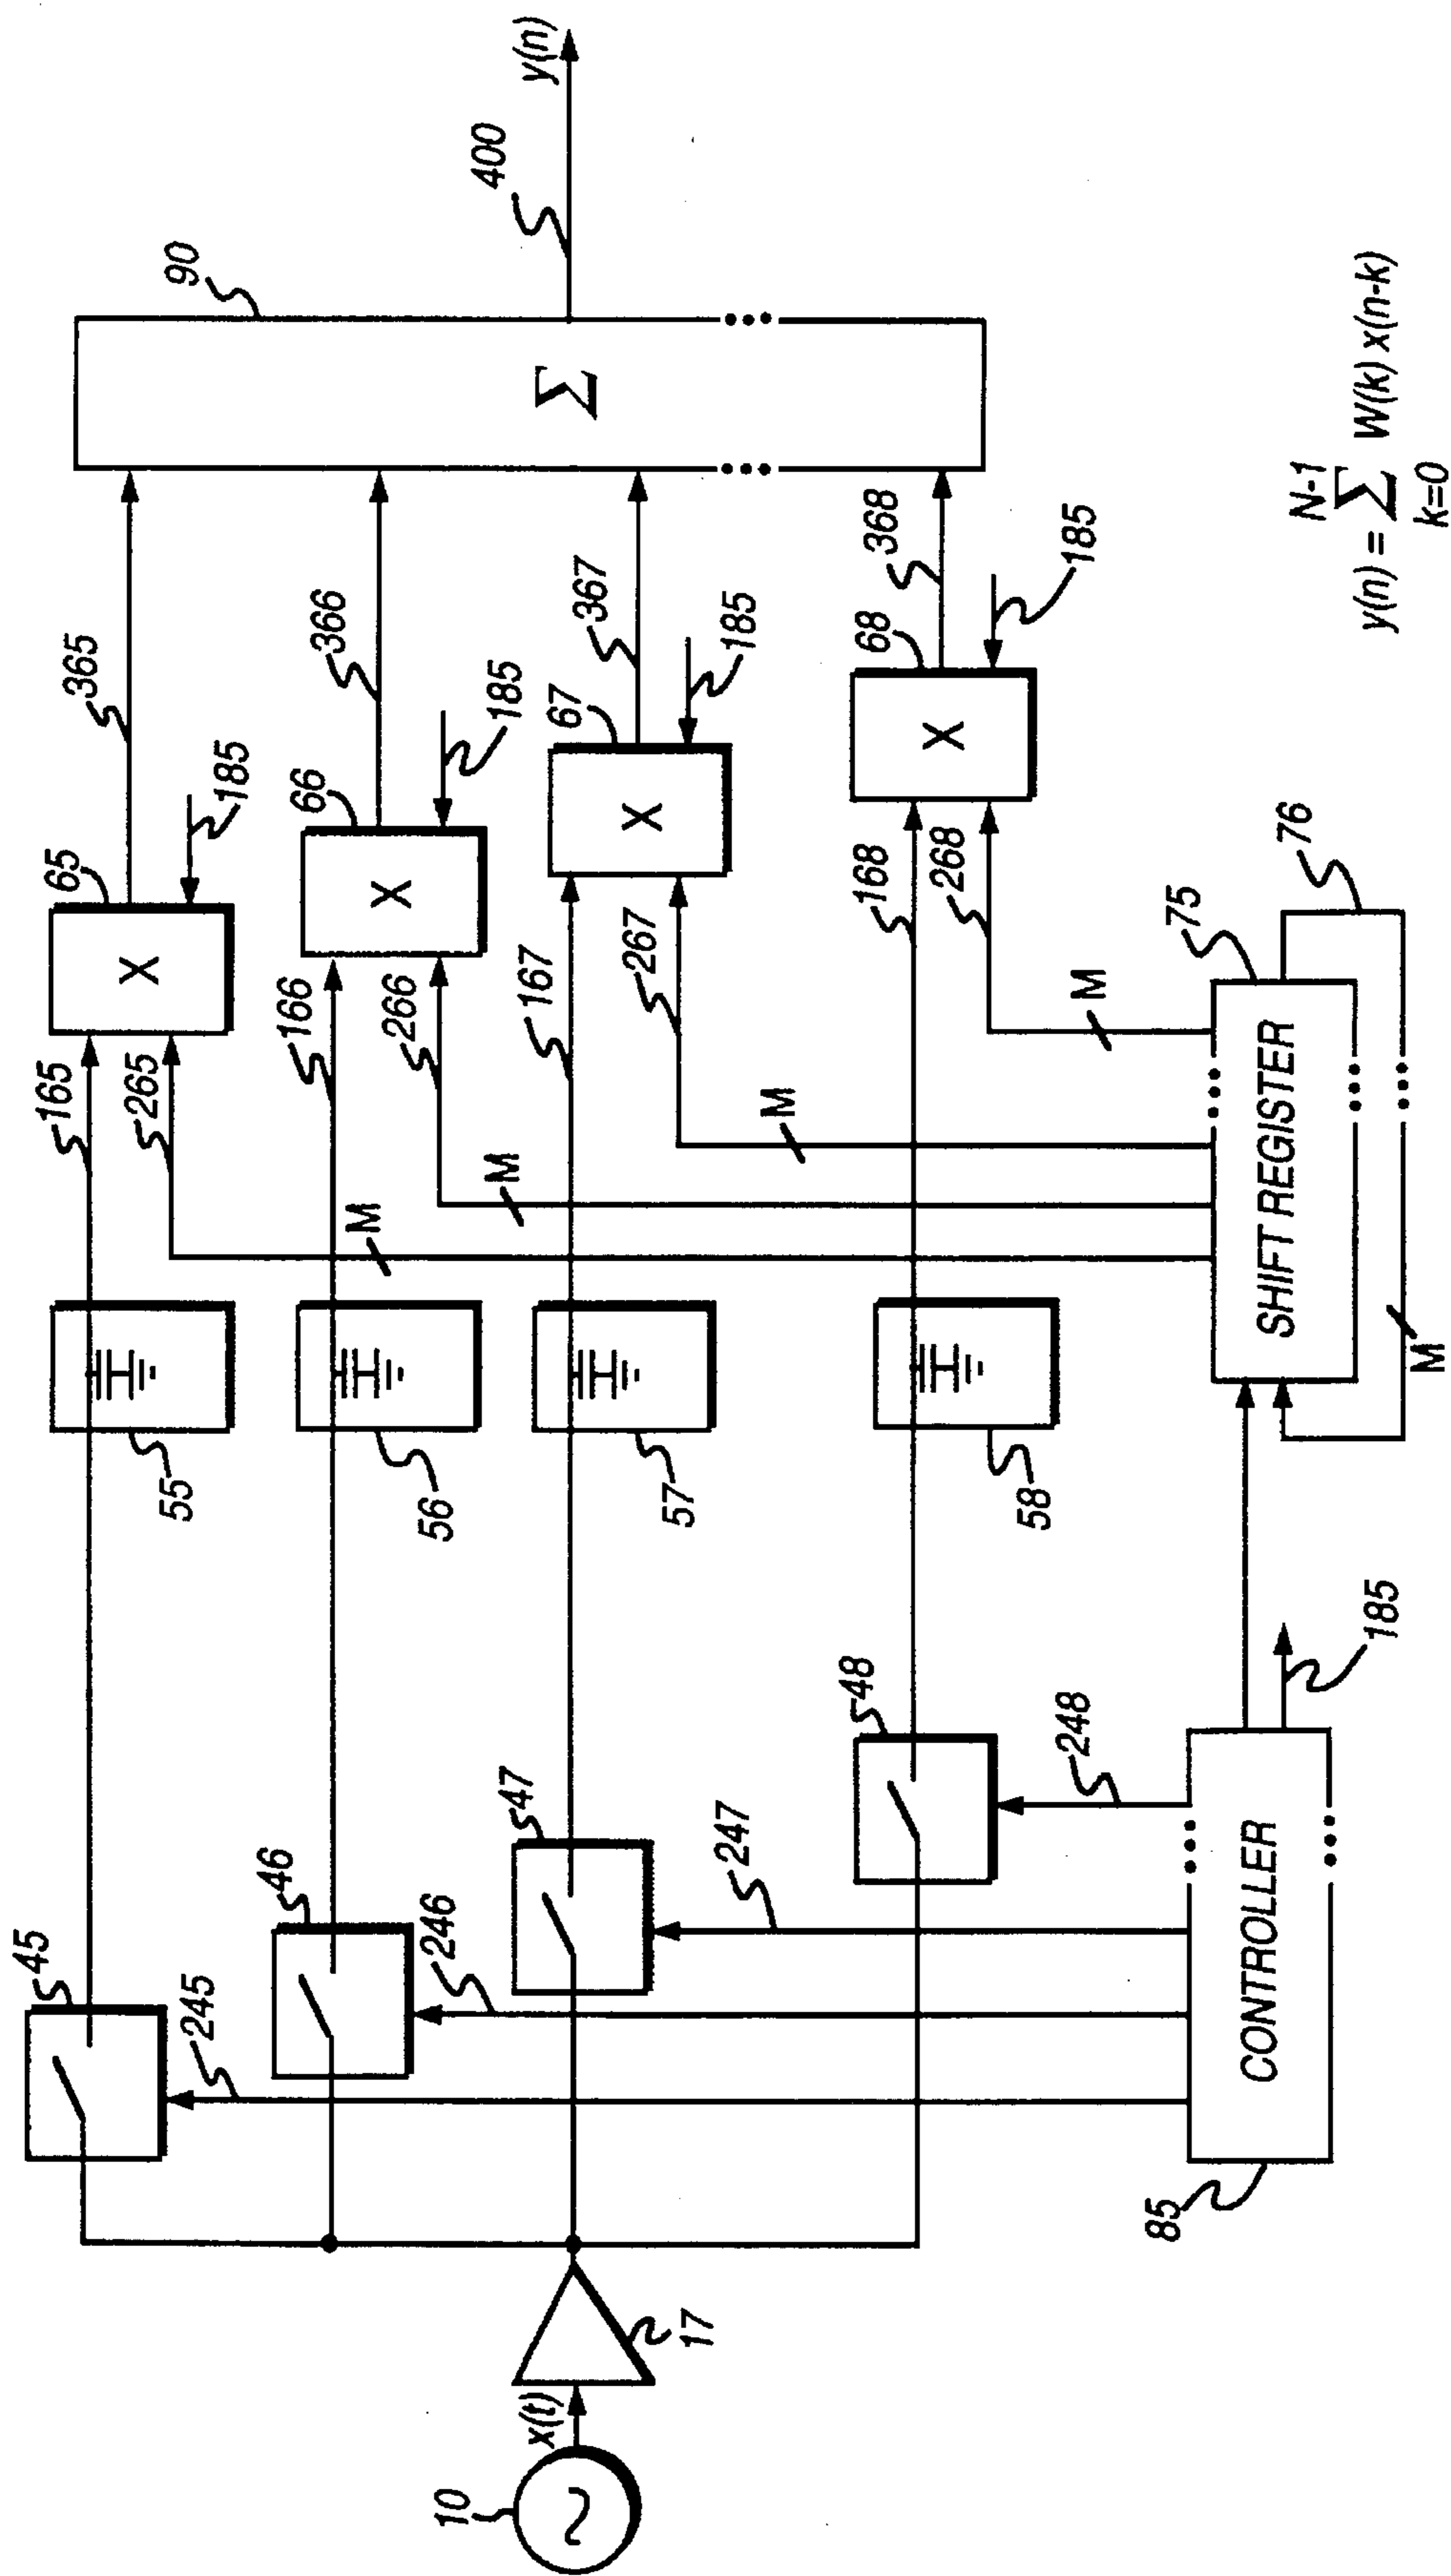 45
245
55
165
265
65
185
365
90
46
246
56
166
266
66
185
366
400
y(n)
10
x(t)
17
47
247
57
167
267
67
185
367
Σ
48
248
58
168
268
68
185
368
M
M
M
M
85
CONTROLLER
185
SHIFT REGISTER
75
76
M
N-1
y(n) = Σ W(k) x(n-k)
k=0
X
X
X
X